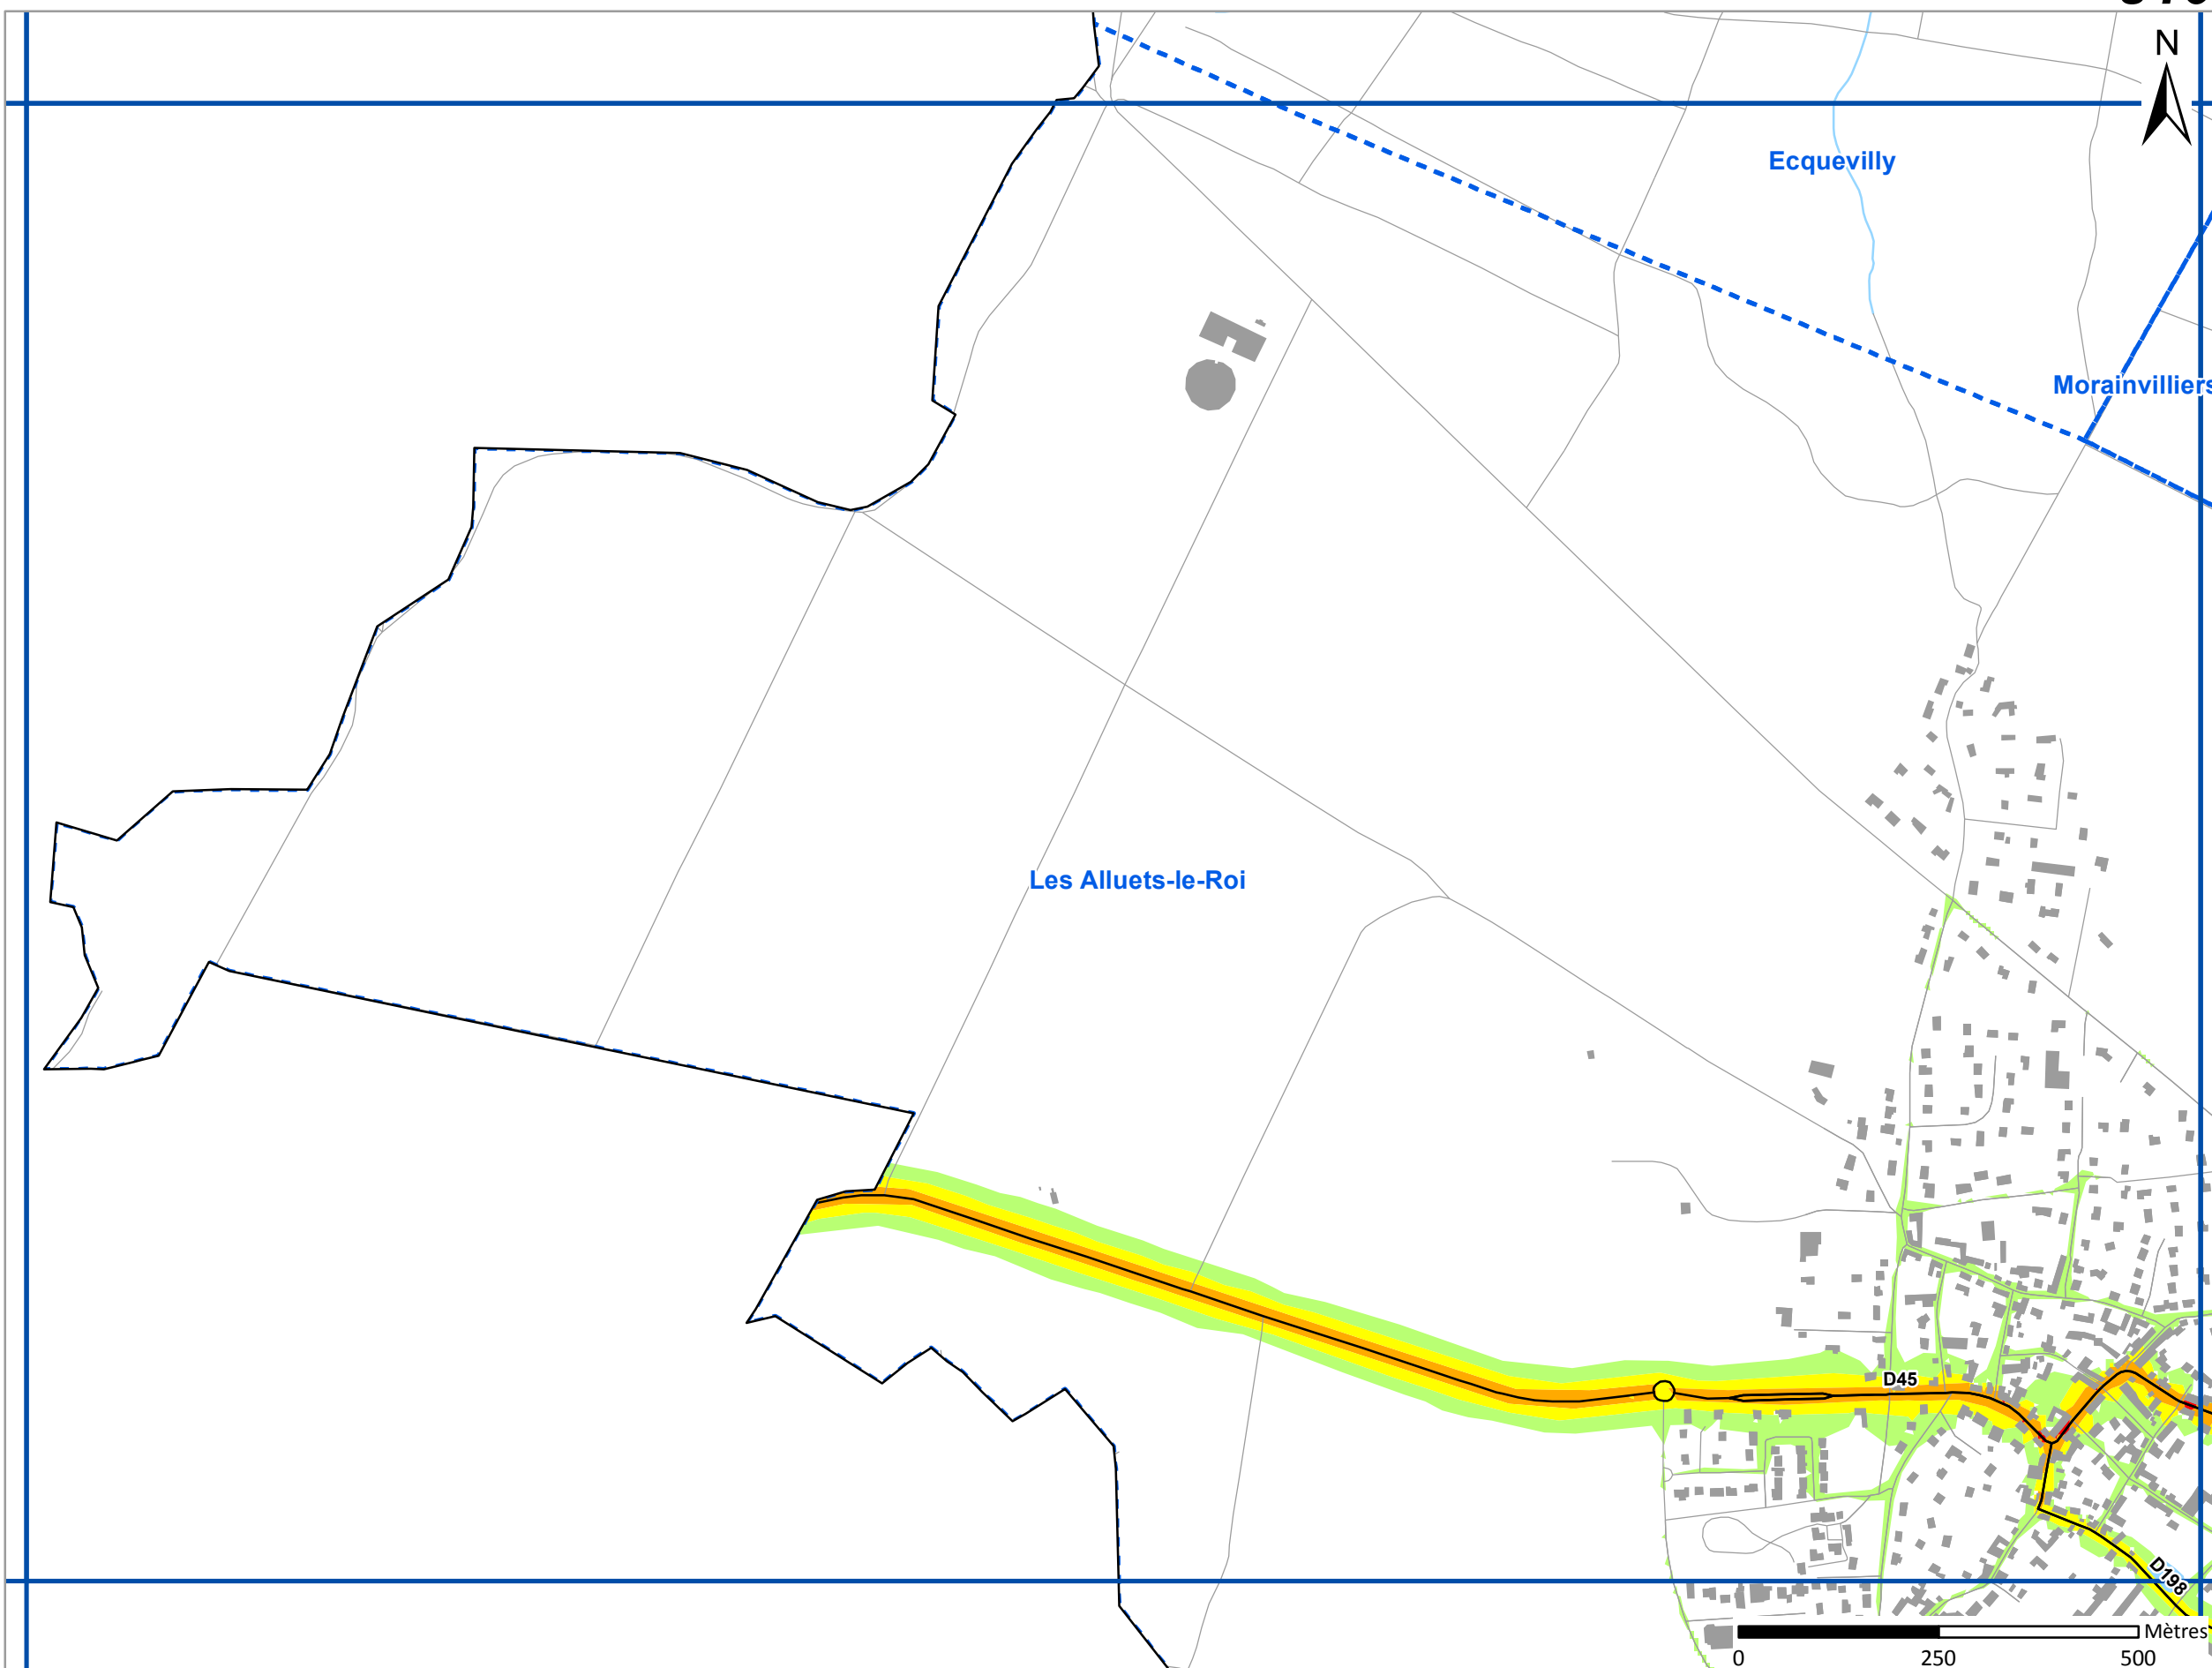 N
Ecquevilly
Morainvilliers
Les Alluets-le-Roi
D45
D198
Mètres
0 250 500